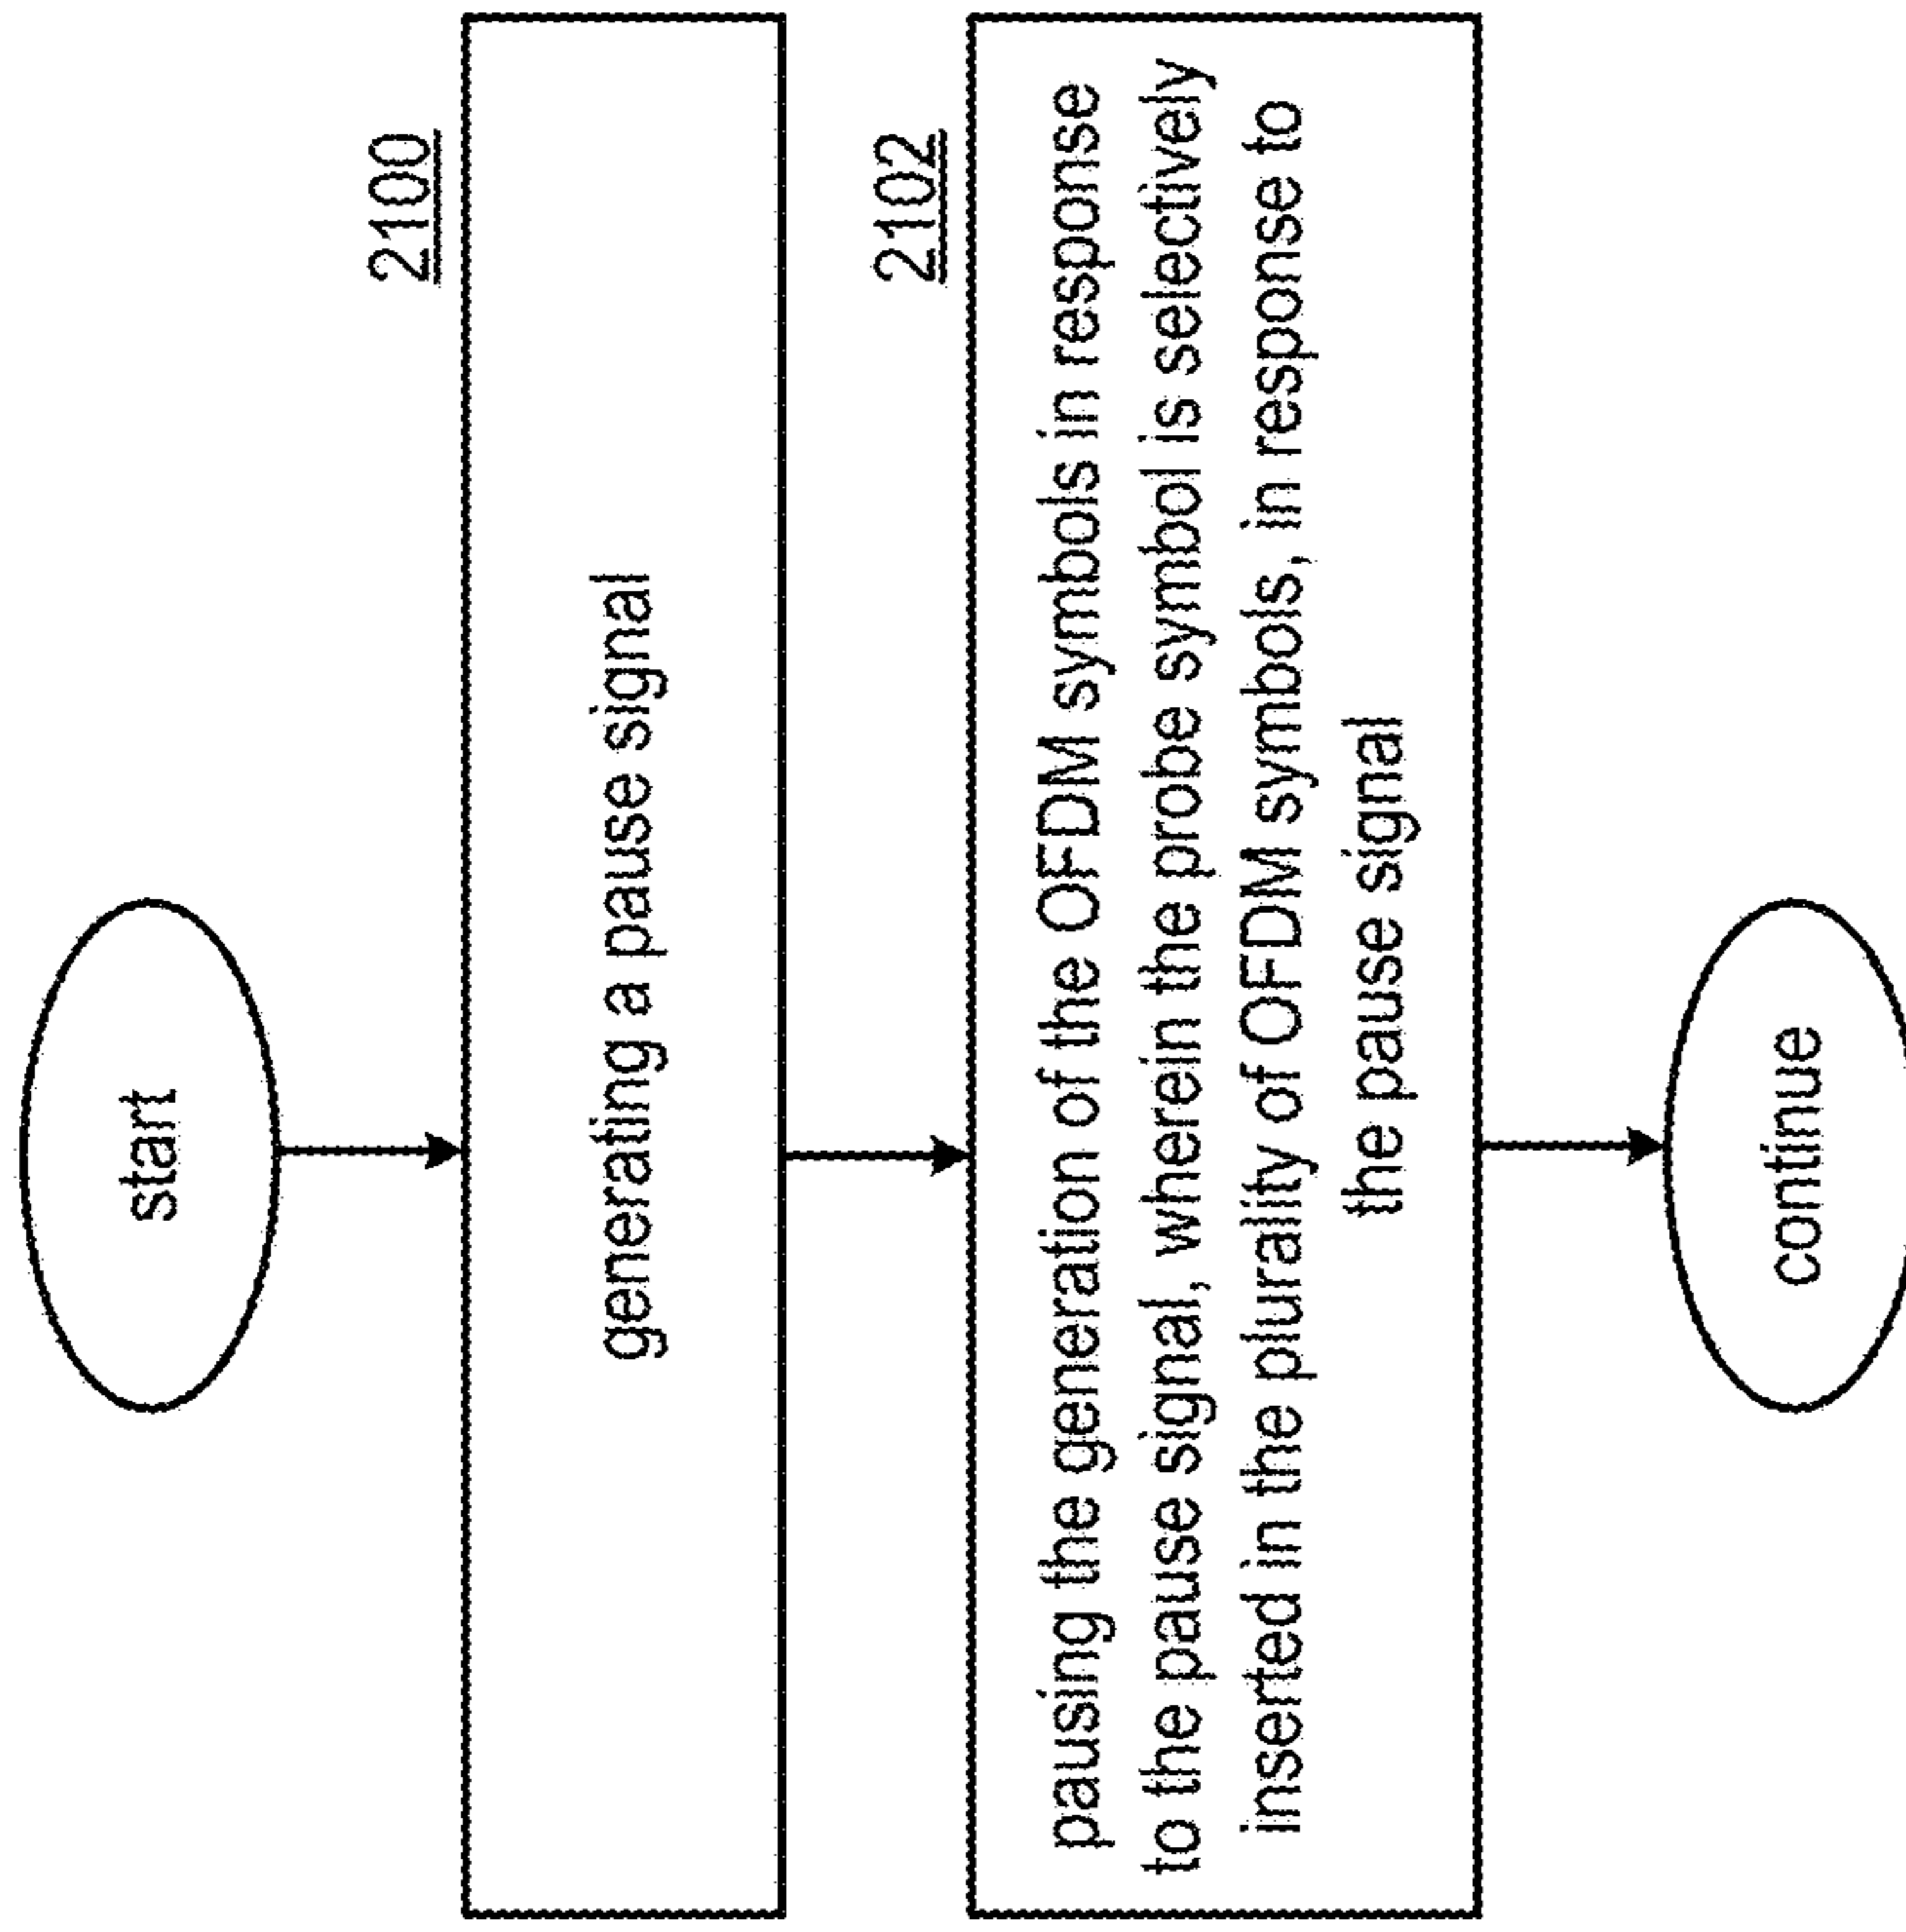 start
2100
generating a pause signal
2102
pausing the generation of the OFDM symbols in response
to the pause signal, wherein the probe symbol is selectively
inserted in the plurality of OFDM symbols, in response to
the pause signal
continue